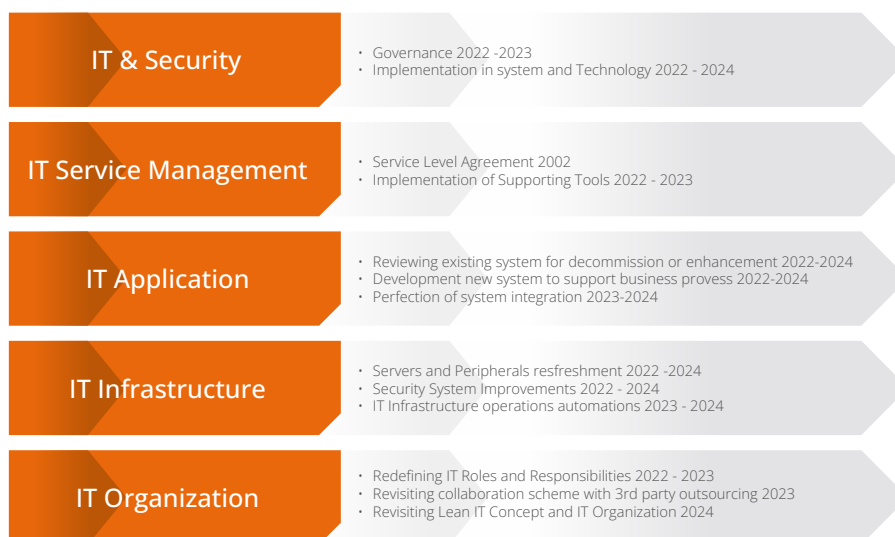 IT & Security
• Governance 2022 -2023
• Implementation in system and Technology 2022 - 2024
IT Service Management
• Service Level Agreement 2002
• Implementation of Supporting Tools 2022 - 2023
IT Application
• Reviewing existing system for decommission or enhancement 2022-2024
• Development new system to support business provess 2022-2024
• Perfection of system integration 2023-2024
IT Infrastructure
• Servers and Peripherals resfreshment 2022 -2024
• Security System Improvements 2022 - 2024
• IT Infrastructure operations automations 2023 - 2024
IT Organization
• Redefining IT Roles and Responsibilities 2022 - 2023
• Revisiting collaboration scheme with 3rd party outsourcing 2023
• Revisiting Lean IT Concept and IT Organization 2024